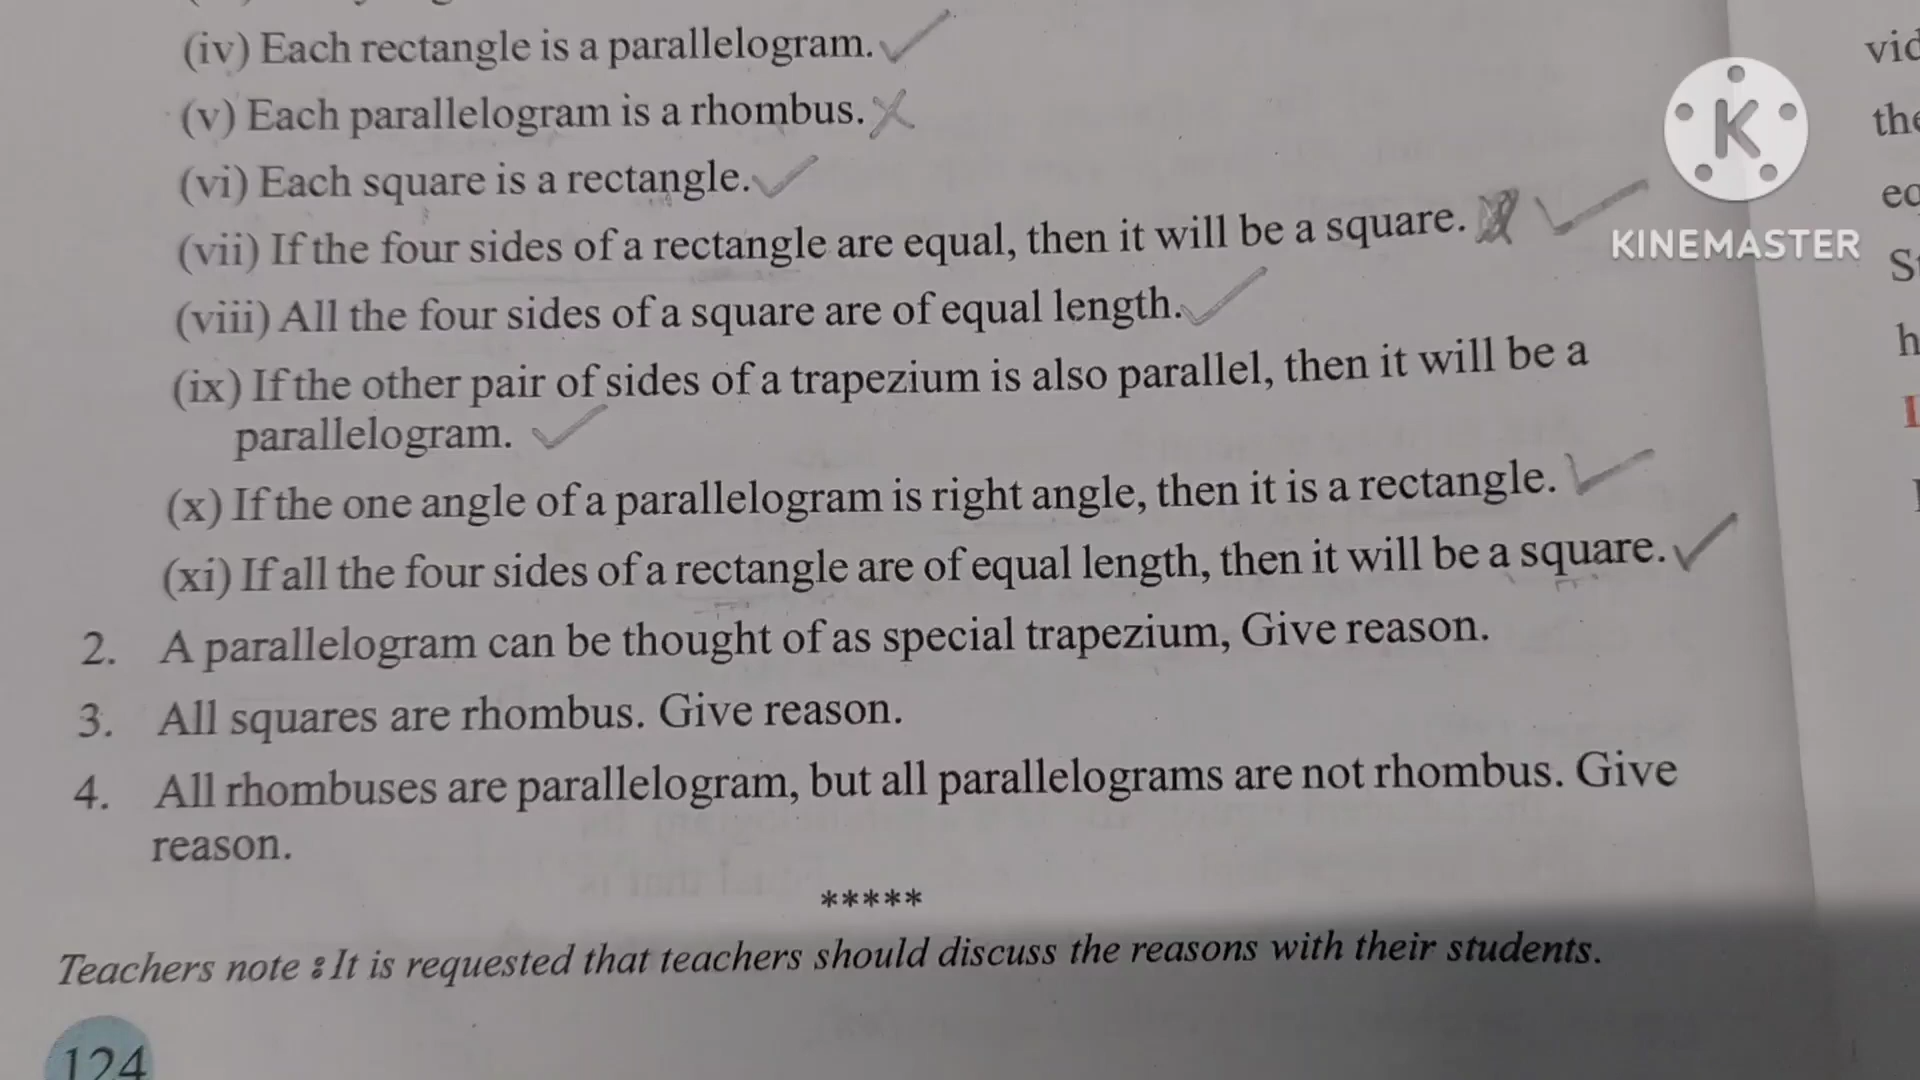 (iv) Each rectangle is a parallelogram.
(v) Each parallelogram is a rhombus.
(vi) Each square is a rectangle.
(vii) If the four sides of a rectangle are equal, then it will be a square.
(viii) All the four sides of a square are of equal length.
(ix) If the other pair of sides of a trapezium is also parallel, then it will be a
parallelogram.
(x) If the one angle of a parallelogram is right angle, then it is a rectangle.
(xi) If all the four sides of a rectangle are of equal length, then it will be a square.
2. A parallelogram can be thought of as special trapezium, Give reason.
3. All squares are rhombus. Give reason.
4. All rhombuses are parallelogram, but all parallelograms are not rhombus. Give
reason.
*****
Teachers note : It is requested that teachers should discuss the reasons with their students.
124
K
KINEMASTER